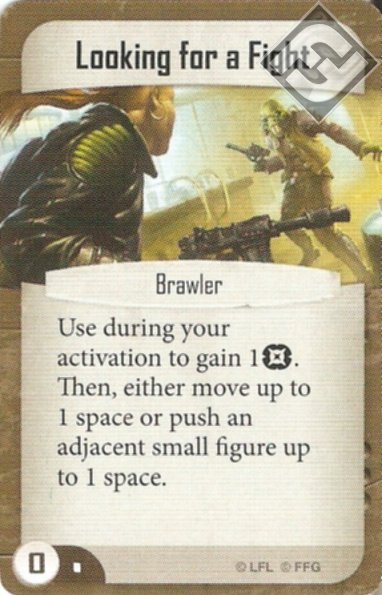 Looking for a Fight
Brawler
Use during your
activation to gain 1.
Then, either move up to
1 space or push an
adjacent small figure up
to 1 space.
0
© LFL © FFG